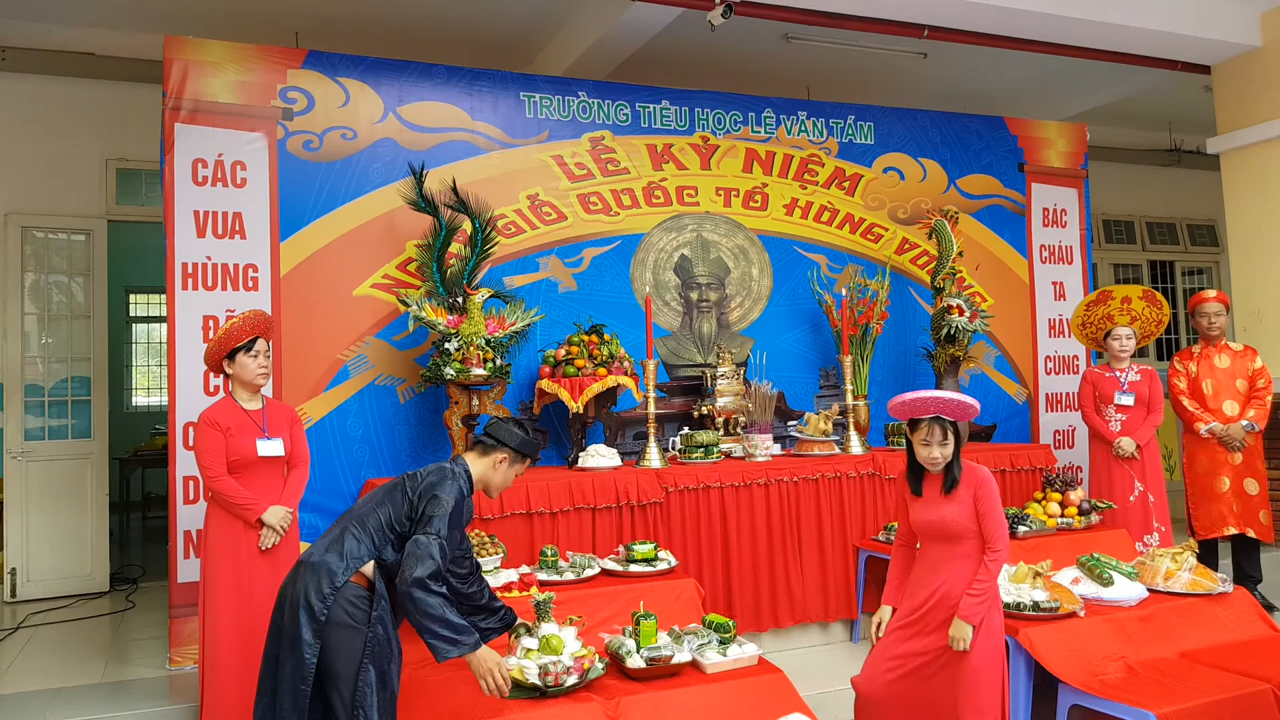 TRƯỜNG TIỂU HỌC LÊ VĂN TÁM
LỄ KỶ NIỆM
GIỖ QUỐC TỔ HÙNG
CÁC
VUA
HÙNG
ĐÃ
BÁC
CHÁU
TA
HÃY
CÙNG
NHAU
GIỮ